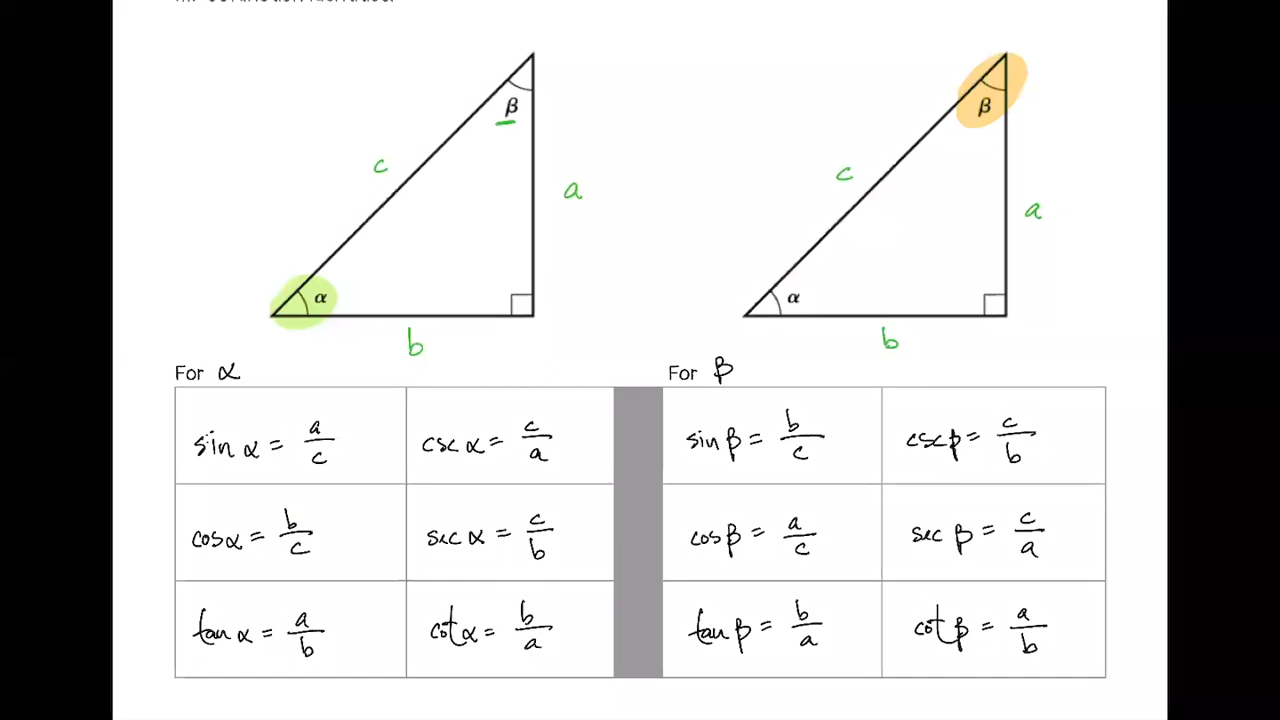 β
β
c
a
c
a
α
α
b
b
For α
For β
sin α = a/c
csc α = c/a
sin β = b/c
csc β = c/b
cos α = b/c
sec α = c/b
cos β = a/c
sec β = c/a
tan α = a/b
cot α = b/a
tan β = b/a
cot β = a/b